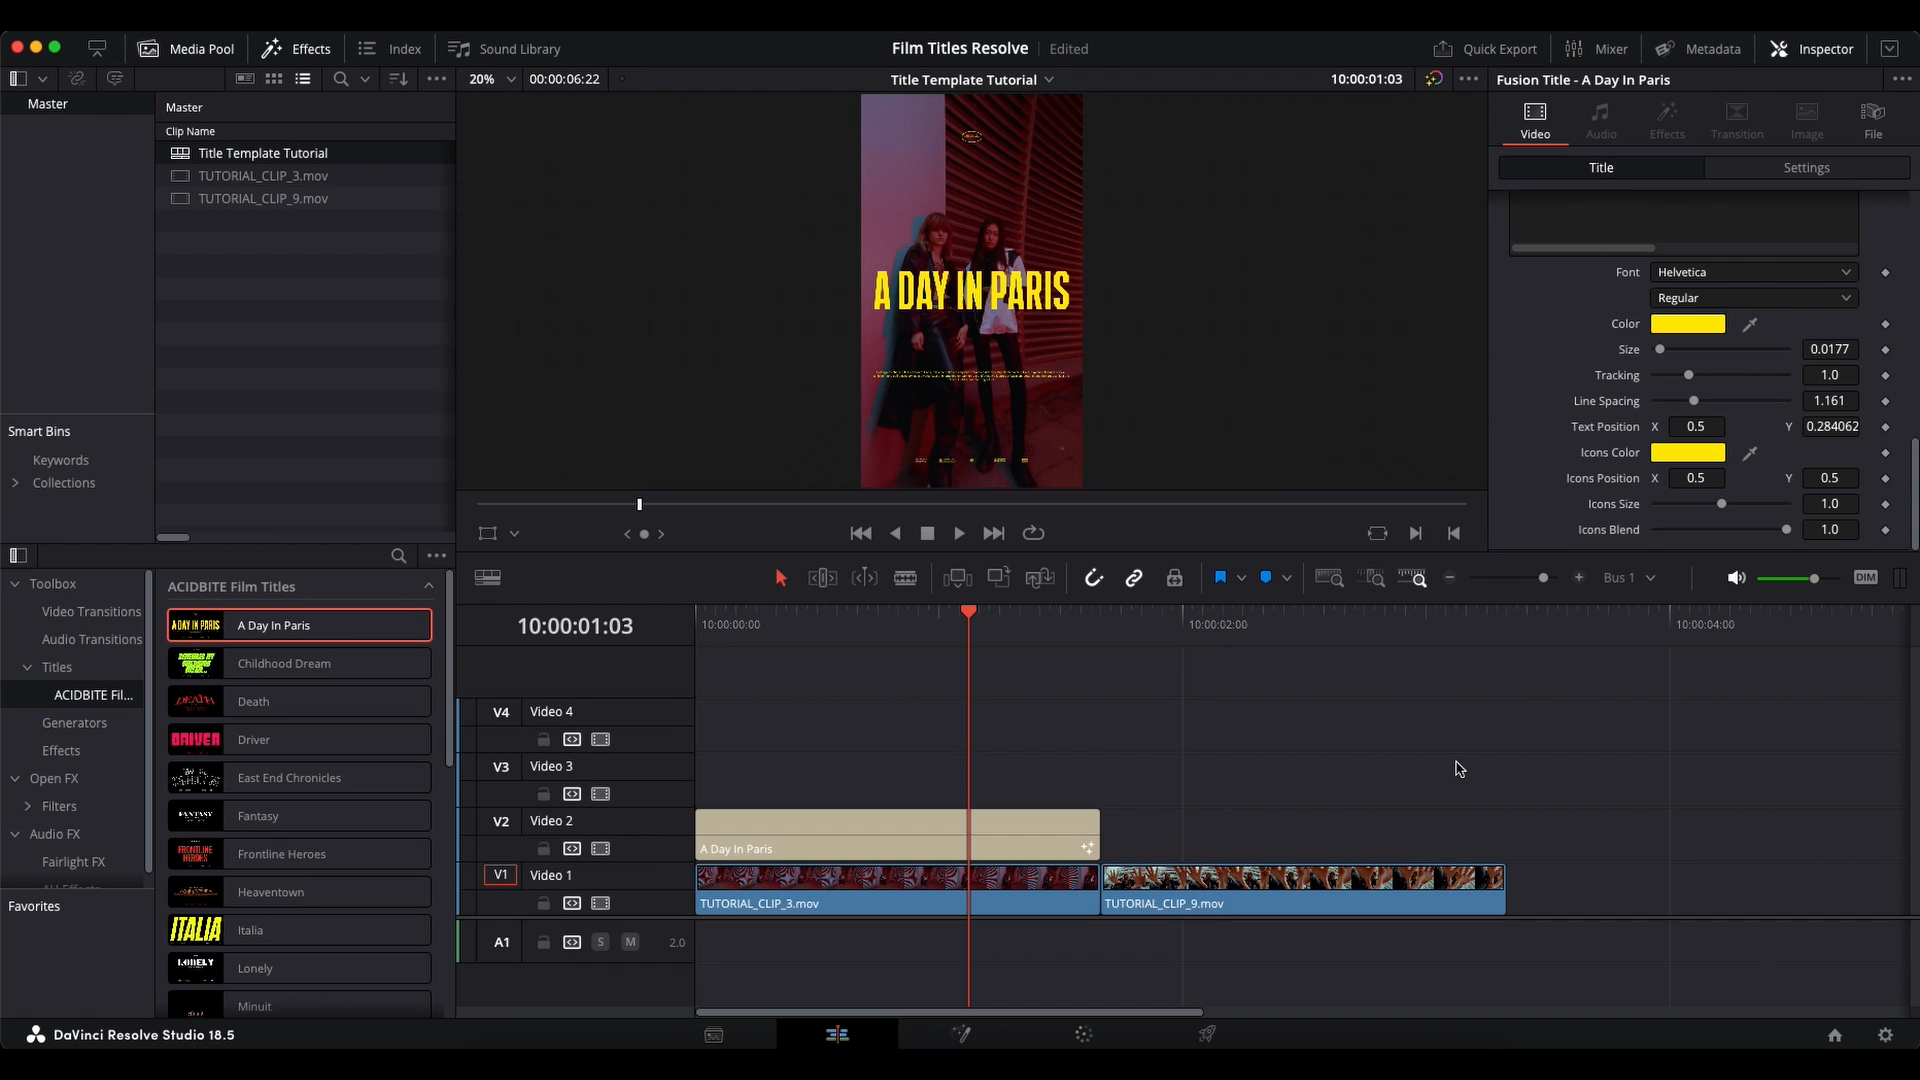 Media Pool
Effects
Index
Sound Library
Film Titles Resolve
Edited
Quick Export
Mixer
Metadata
Inspector
20%
00:00:06:22
Title Template Tutorial
10:00:01:03
Fusion Title - A Day In Paris
Master
Master
Clip Name
Title Template Tutorial
TUTORIAL_CLIP_3.mov
TUTORIAL_CLIP_9.mov
Smart Bins
Keywords
Collections
A DAY IN PARIS
Video
Audio
Effects
Transition
Image
File
Title
Settings
Font
Helvetica
Regular
Color
Size
0.0177
Tracking
1.0
Line Spacing
1.161
Text Position X 0.5 Y 0.284062
Icons Color
Icons Position X 0.5 Y 0.5
Icons Size
1.0
Icons Blend
1.0
Toolbox
Video Transitions
Audio Transitions
Titles
ACIDBITE Fil...
Generators
Effects
Open FX
Filters
Audio FX
Fairlight FX
Favorites
ACIDBITE Film Titles
A DAY IN PARIS
A Day In Paris
Childhood Dream
DEATH
Death
DRIVER
Driver
East End Chronicles
FANTASY
Fantasy
FRONTLINE
HEROES
Frontline Heroes
Heaventown
ITALIA
Italia
LONELY
Lonely
Minuit
Bus 1
DIM
10:00:01:03
10:00:00:00
10:00:02:00
10:00:04:00
V4
Video 4
V3
Video 3
V2
Video 2
A Day In Paris
V1
Video 1
TUTORIAL_CLIP_3.mov
TUTORIAL_CLIP_9.mov
A1
S
M
2.0
DaVinci Resolve Studio 18.5